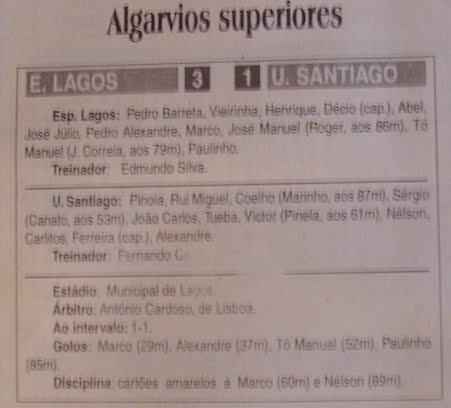 Algarvios superiores
E. LAGOS 3 1 U. SANTIAGO
Esp. Lagos: Pedro Barreta, Vieirinha, Henrique, Décio (cap.), Abel,
José Júlio, Pedro Alexandre, Marco, José Manuel (Roger, aos 86m), Tó
Manuel (J. Correia, aos 79m), Paulinho.
Treinador: Edmundo Silva.
U. Santiago: Pinoia, Rui Miguel, Coelho (Marinho, aos 87m), Sérgio
(Canato, aos 53m), João Carlos, Tueba, Victor (Pinela, aos 61m), Nélson,
Carlitos, Ferreira (cap.), Alexandre.
Treinador: Fernando
Estádio: Municipal de Lagos.
Árbitro: António Cardoso, de Lisboa.
Ao intervalo: 1-1.
Golos: Marco (29m), Alexandre (37m), Tó Manuel (52m), Paulinho
(85m).
Disciplina: cartões amarelos a Marco (60m) e Nélson (89m).